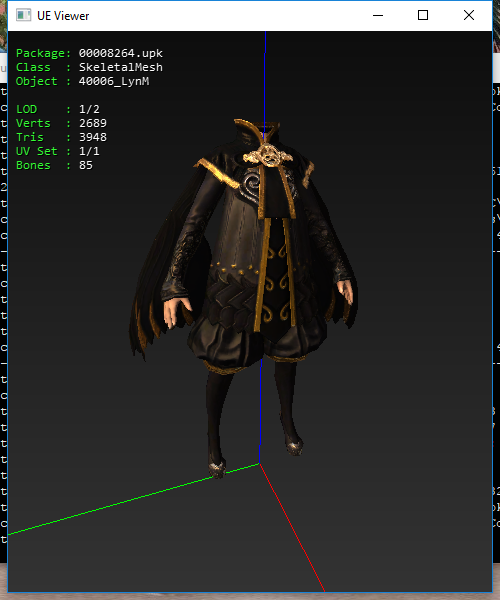 UE Viewer
Package: 00008264.upk
Class : SkeletalMesh
Object : 40006_LynM
LOD : 1/2
Verts : 2689
Tris : 3948
UV Set : 1/1
Bones : 85